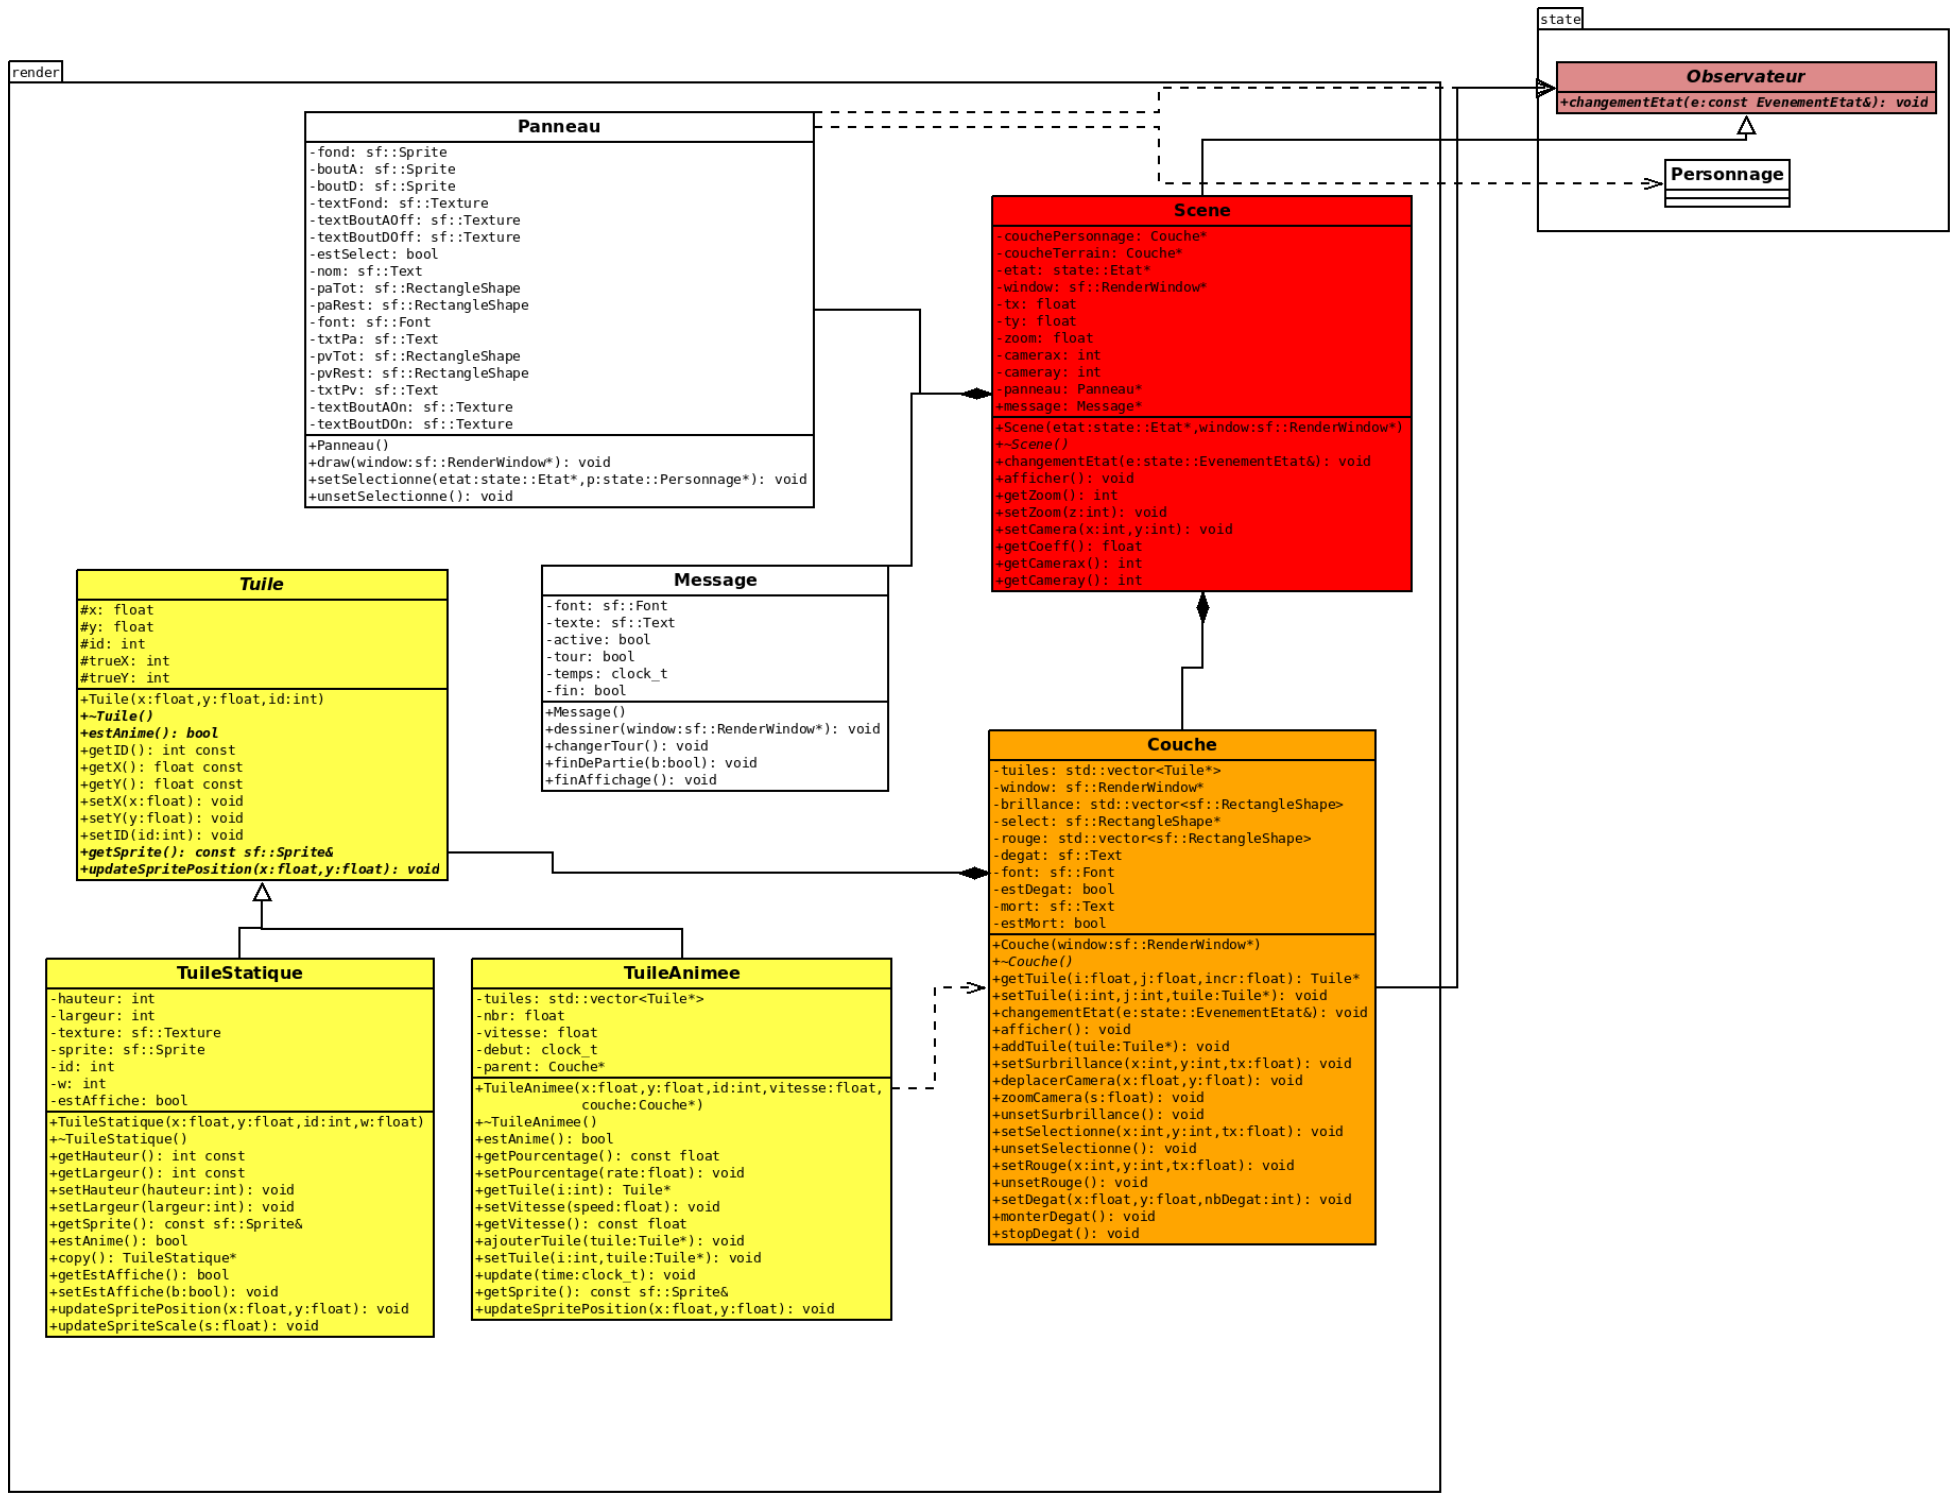 state
Observateur
+changementEtat(e:const EvenementEtat&): void
Personnage
render
Panneau
-fond: sf::Sprite
-boutA: sf::Sprite
-boutD: sf::Sprite
-textFond: sf::Texture
-textBoutAOff: sf::Texture
-textBoutDOff: sf::Texture
-estSelect: bool
-nom: sf::Text
-paTot: sf::RectangleShape
-paRest: sf::RectangleShape
-font: sf::Font
-txtPa: sf::Text
-pvTot: sf::RectangleShape
-pvRest: sf::RectangleShape
-txtPv: sf::Text
-textBoutAOn: sf::Texture
-textBoutDOn: sf::Texture
+Panneau()
+draw(window:sf::RenderWindow*): void
+setSelectionne(etat:state::Etat*,p:state::Personage*): void
+unsetSelectionne(): void
Scene
-couchePersonnage: Couche*
-coucheTerrain: Couche*
-etat: state::Etat*
-window: sf::RenderWindow*
-tx: float
-ty: float
-zoom: float
-camerax: int
-cameray: int
-panneau: Panneau*
+message: Message*
+Scene(etat:state::Etat*,window:sf::RenderWindow*)
+~Scene()
+changementEtat(e:state::EvenementEtat&): void
+afficher(): void
+getZoom(): int
+setZoom(z:int): void
+setCamera(x:int,y:int): void
+getCoeff(): float
+getCamerax(): int
+getCameray(): int
Tuile
#x: float
#y: float
#id: int
#trueX: int
#trueY: int
+Tuile(x:float,y:float,id:int)
+~Tuile()
+estAnime(): bool
+getID(): int const
+getX(): float const
+getY(): float const
+setX(x:float): void
+setY(y:float): void
+setID(id:int): void
+getSprite(): const sf::Sprite&
+updateSpritePosition(x:float,y:float): void
Message
-font: sf::Font
-texte: sf::Text
-active: bool
-tour: bool
-temps: clock_t
-fin: bool
+Message()
+dessiner(window:sf::RenderWindow*): void
+changerTour(): void
+finDePartie(b:bool): void
+finAffichage(): void
Couche
-tuiles: std::vector<Tuile*>
-window: sf::RenderWindow*
-brillance: std::vector<sf::RectangleShape>
-select: sf::RectangleShape*
-rouge: std::vector<sf::RectangleShape>
-degat: sf::Text
-font: sf::Font
-estDegat: bool
-mort: sf::Text
-estMort: bool
+Couche(window:sf::RenderWindow*)
+~Couche()
+getTuile(i:float,j:float,incr:float): Tuile*
+setTuile(i:int,j:int,tuile:Tuile*): void
+changementEtat(e:state::EvenementEtat&): void
+afficher(): void
+addTuile(tuile:Tuile*): void
+setSurbrillance(x:int,y:int,tx:float): void
+deplacerCamera(x:float,y:float): void
+zoomCamera(s:float): void
+unsetSurbrillance(): void
+setSelectionne(x:int,y:int,tx:float): void
+unsetSelectionne(): void
+setRouge(x:int,y:int,tx:float): void
+unsetRouge(): void
+setDegat(x:float,y:float,nbDegat:int): void
+monterDegat(): void
+stopDegat(): void
TuileStatique
-hauteur: int
-largeur: int
-texture: sf::Texture
-sprite: sf::Sprite
-id: int
-w: int
-estAffiche: bool
+TuileStatique(x:float,y:float,id:int,w:float)
+~TuileStatique()
+getHauteur(): int const
+getLargeur(): int const
+setHauteur(hauteur:int): void
+setLargeur(largeur:int): void
+getSprite(): const sf::Sprite&
+estAnime(): bool
+copy(): TuileStatique*
+getEstAffiche(): bool
+setEstAffiche(b:bool): void
+updateSpritePosition(x:float,y:float): void
+updateSpriteScale(s:float): void
TuileAnimee
-tuiles: std::vector<Tuile*>
-nbr: float
-vitesse: float
-debut: clock_t
-parent: Couche*
+TuileAnimee(x:float,y:float,id:int,vitesse:float,
couche:Couche*)
+~TuileAnimee()
+estAnime(): bool
+getPourcentage(): const float
+setPourcentage(rate:float): void
+getTuile(i:int): Tuile*
+setVitesse(speed:float): void
+getVitesse(): const float
+ajouterTuile(tuile:Tuile*): void
+setTuile(i:int,tuile:Tuile*): void
+update(time:clock_t): void
+getSprite(): const sf::Sprite&
+updateSpritePosition(x:float,y:float): void